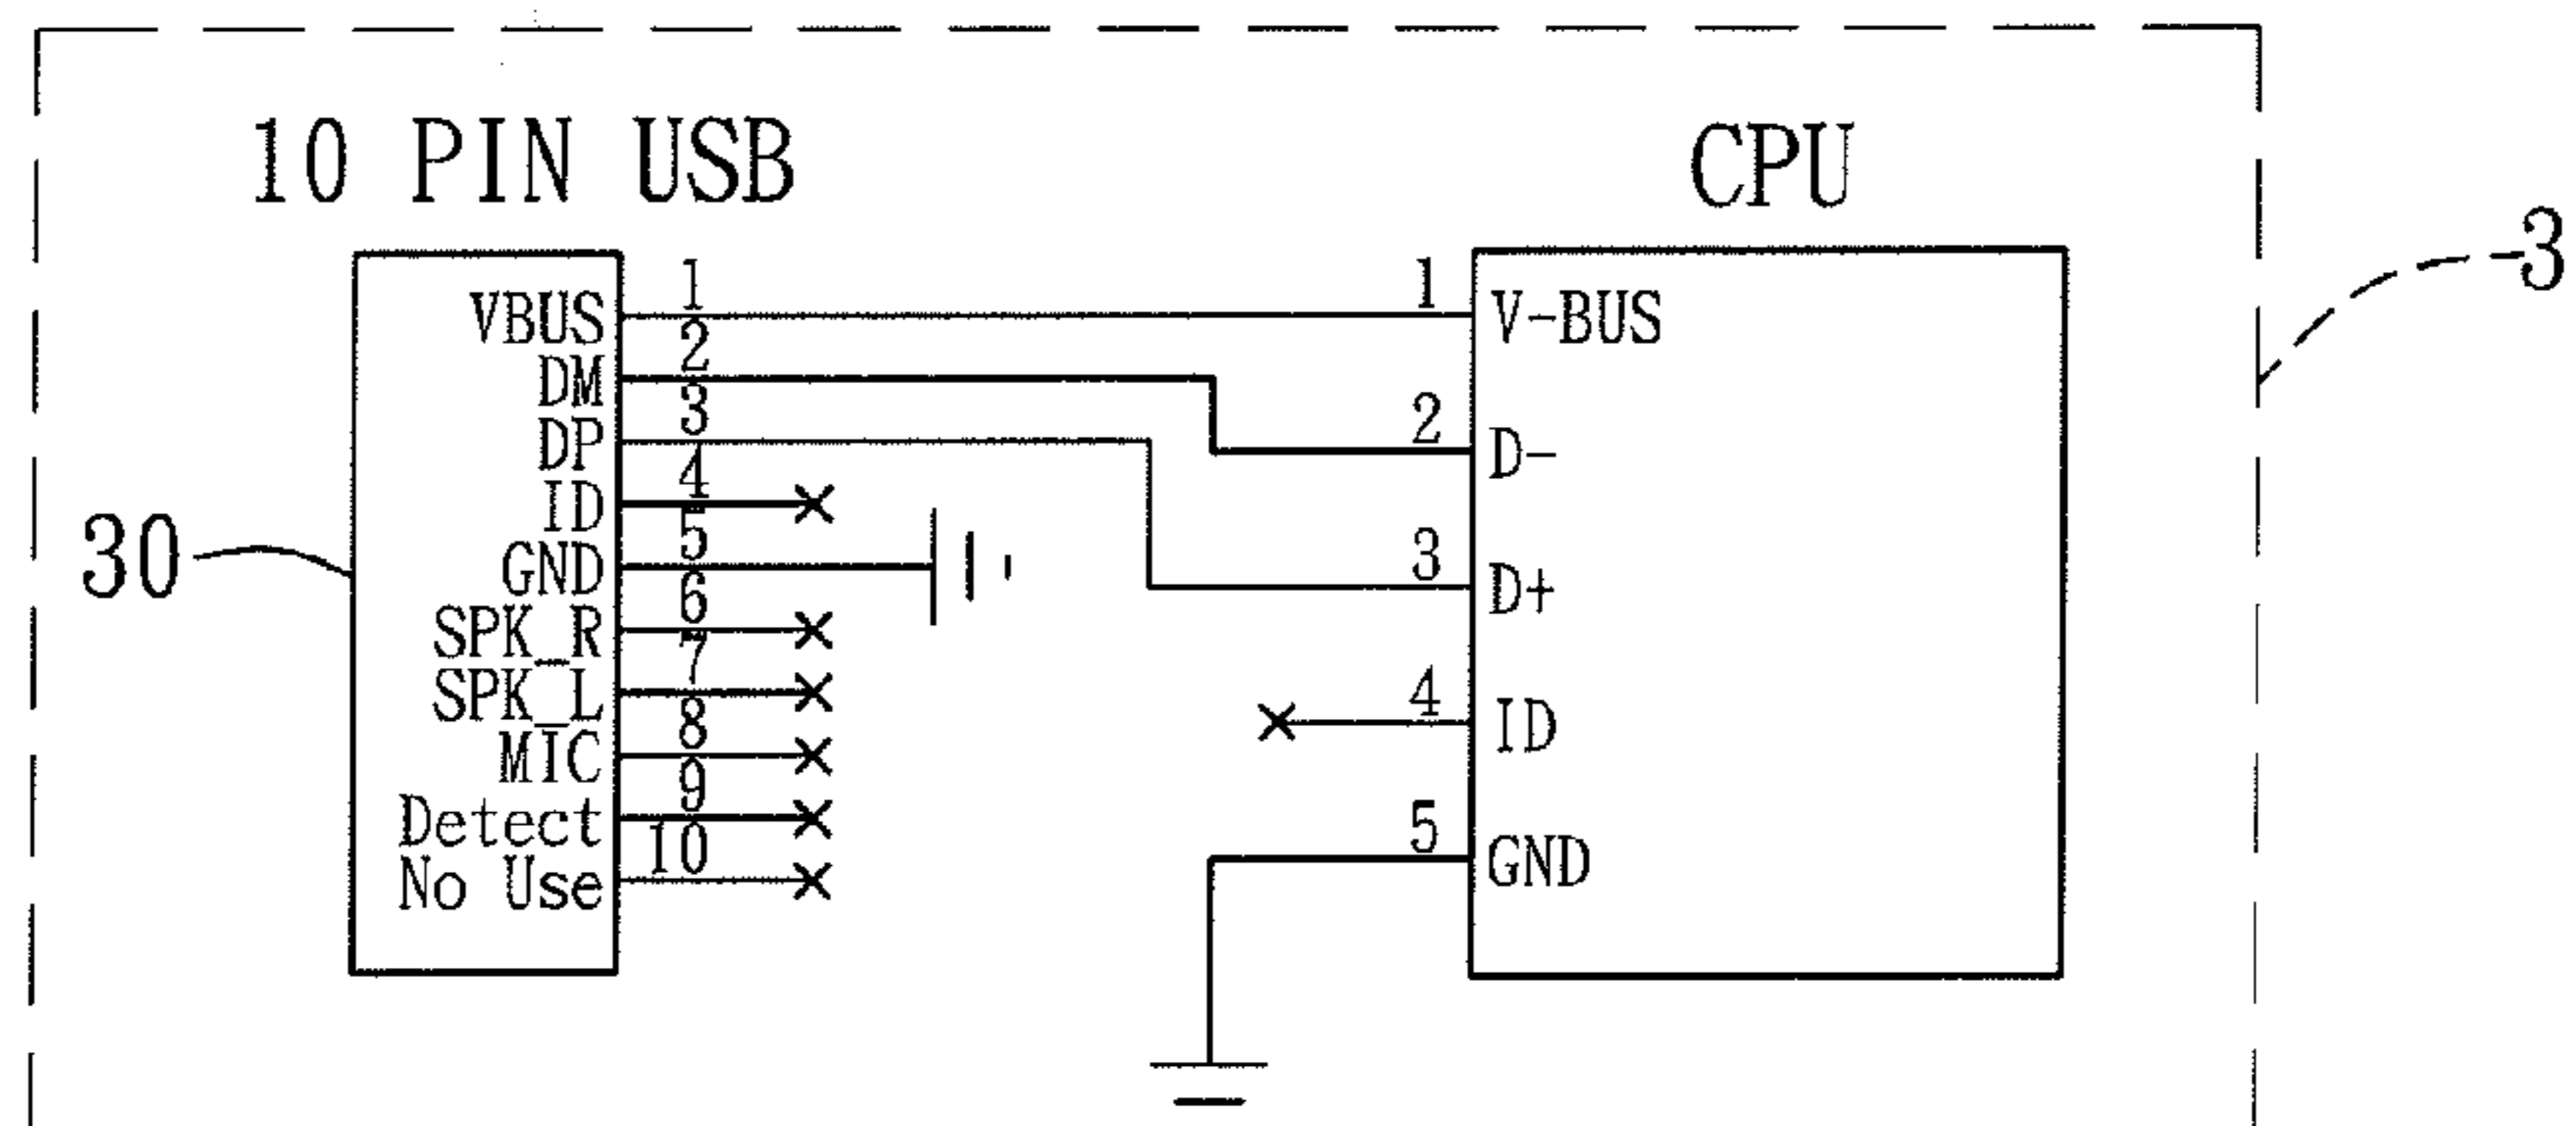 10 PIN USB
CPU
3
30
VBUS 1
DM 2
DP 3
ID 4
GND 5
SPK_R 6
SPK_L 7
MIC 8
Detect 9
No Use 10
1 V-BUS
2 D-
3 D+
4 ID
5 GND